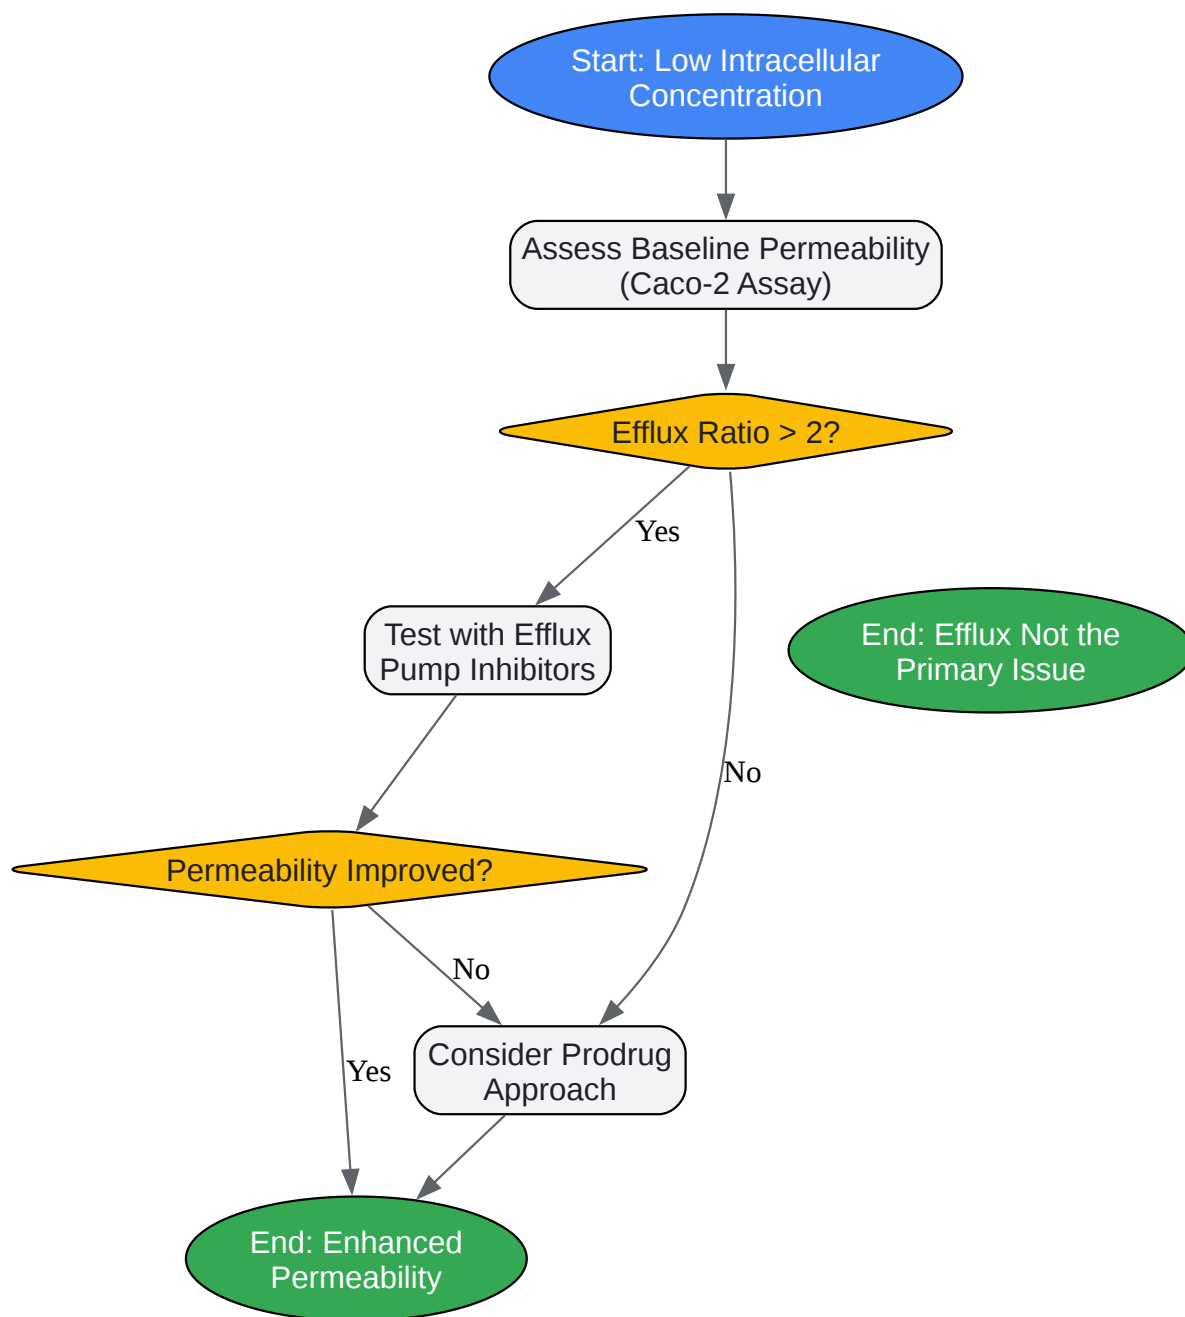 Start: Low Intracellular
Concentration
Assess Baseline Permeability
(Caco-2 Assay)
Efflux Ratio > 2?
Yes
Test with Efflux
Pump Inhibitors
End: Efflux Not the
Primary Issue
No
Permeability Improved?
No
Yes
Consider Prodrug
Approach
End: Enhanced
Permeability